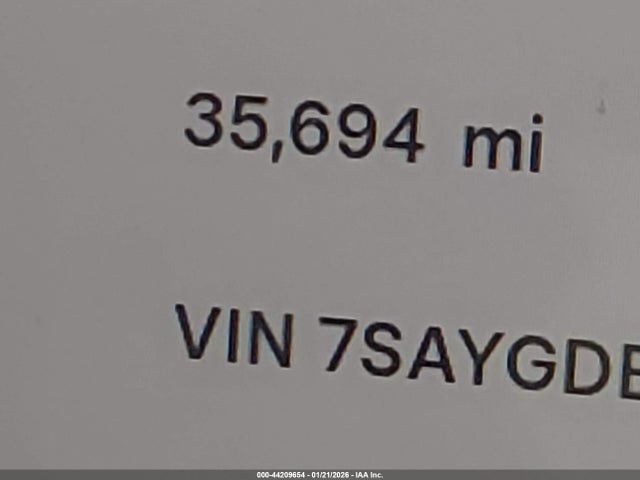 35,694 mi
VIN 7SAYGDE
000-44209654 - 01/21/2026 - IAA Inc.